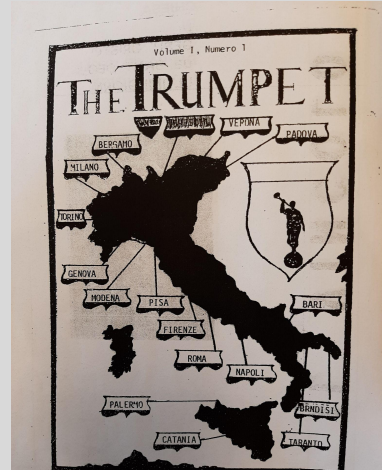 Volume I, Numero 1
THE TRUMPET
VERONA
PADOVA
BERGAMO
MILANO
TORINO
GENOVA
MODENA
PISA
BARI
FIRENZE
ROMA
NAPOLI
PALERMO
BRNDISI
CATANIA
TARANTO